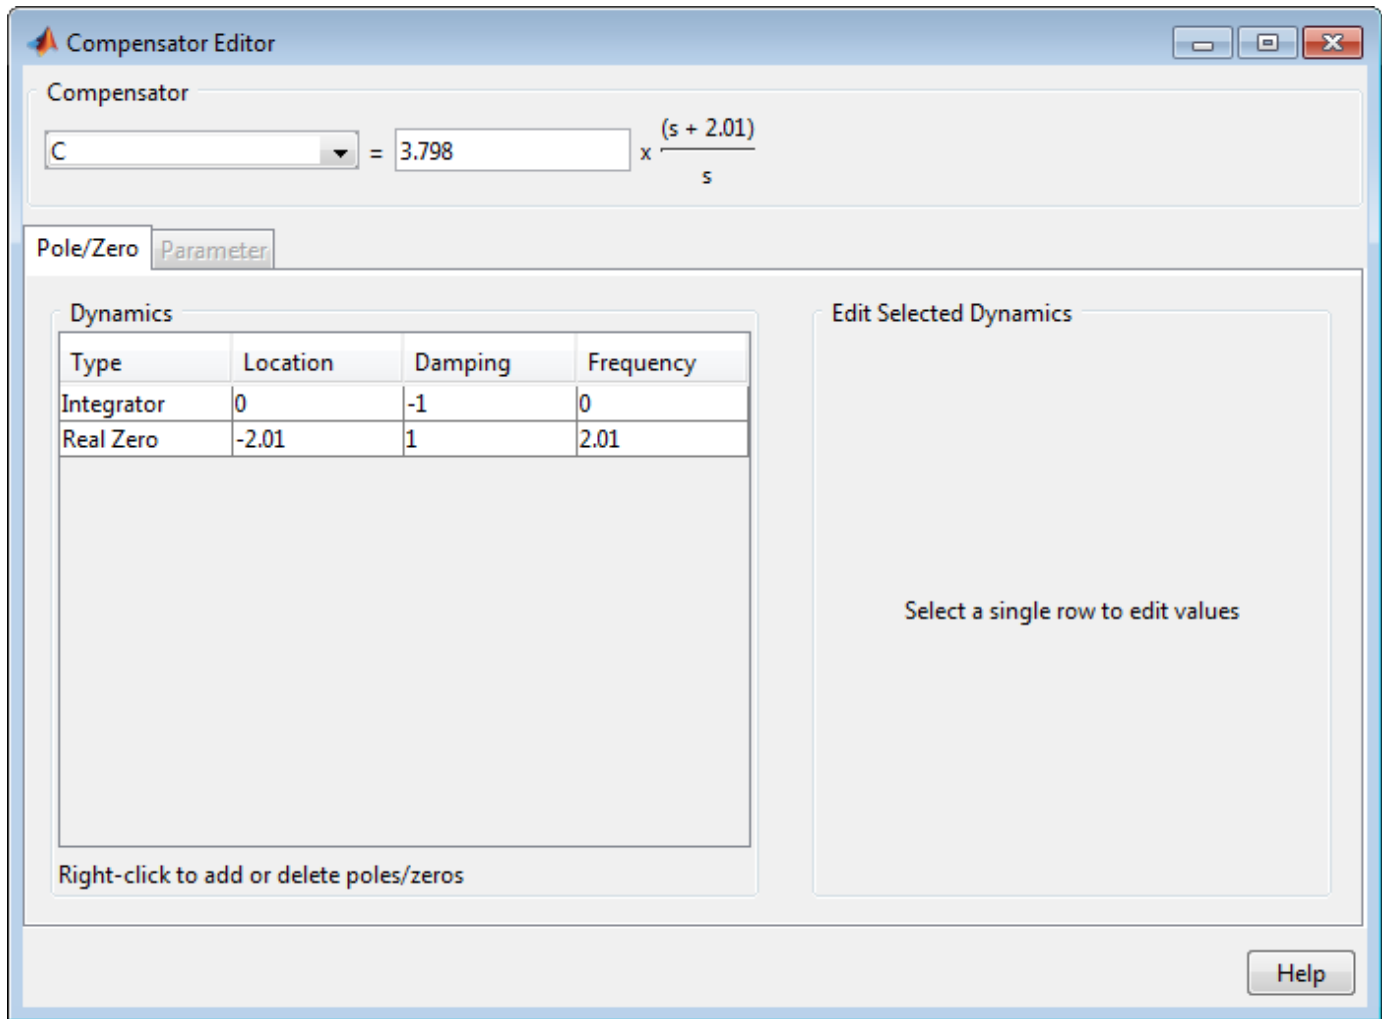 Compensator Editor
Compensator
(s + 2.01)
C = 3.798 x
s
Pole/Zero Parameter
Dynamics Edit Selected Dynamics
Type Location Damping Frequency
Integrator 0 -1 0
Real Zero -2.01 1 2.01
Select a single row to edit values
Right-click to add or delete poles/zeros
Help